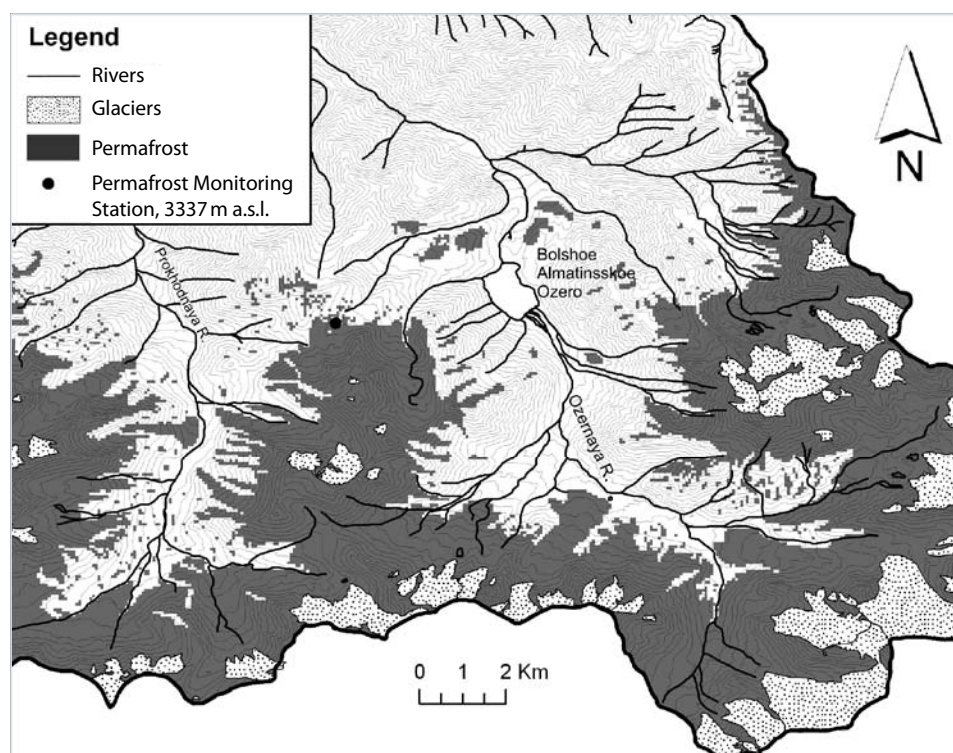 Legend
Rivers
Glaciers
Permafrost
Permafrost Monitoring
Station, 3337 m a.s.l.
N
Prokhodnaya R.
Bolshoe
Almatinsskoe
Ozero
Ozernaya R.
0 1 2 Km